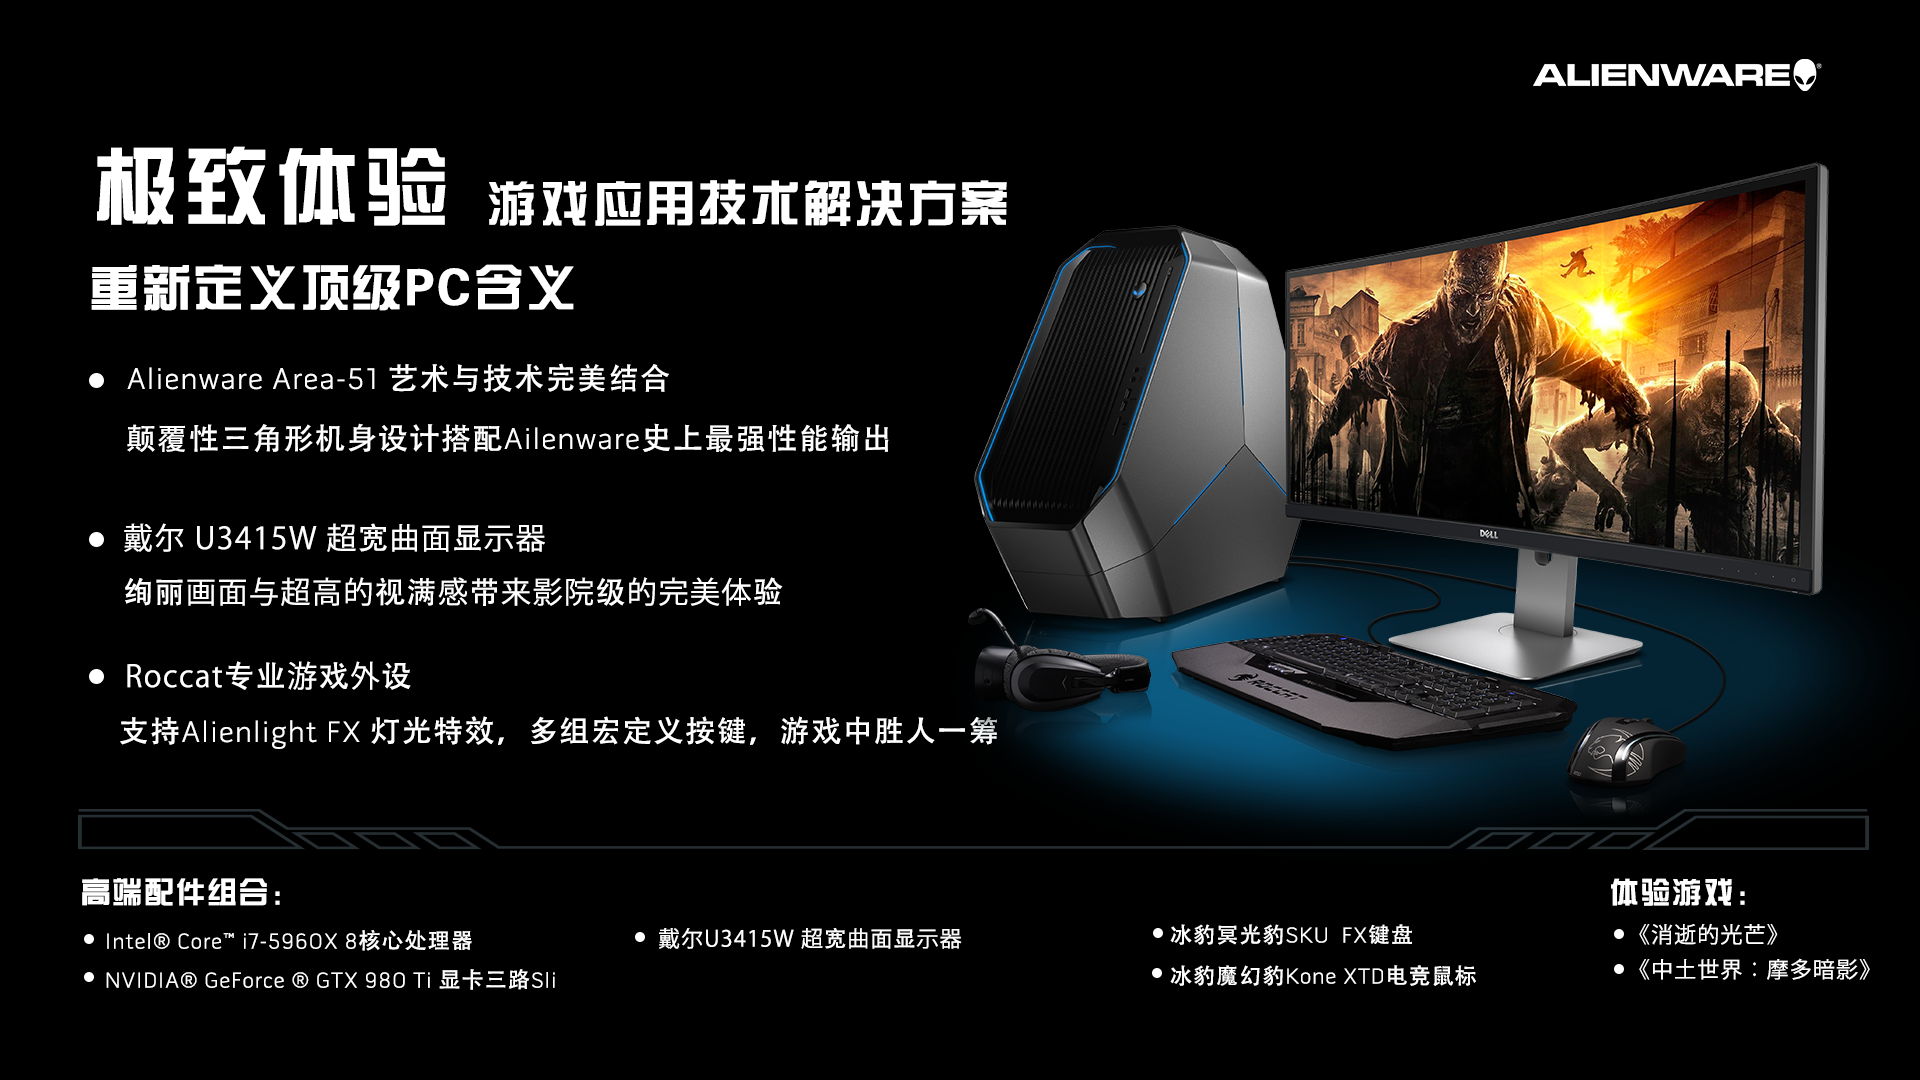 ALIENWARE
极致体验 游戏应用技术解决方案
重新定义顶级PC含义
● Alienware Area-51 艺术与技术完美结合
颠覆性三角形机身设计搭配Ailenware史上最强性能输出
● 戴尔 U3415W 超宽曲面显示器
绚丽画面与超高的视满感带来影院级的完美体验
● Roccat专业游戏外设
支持Alienlight FX 灯光特效，多组宏定义按键，游戏中胜人一筹
DELL
ROCCAT
高端配件组合：
● Intel® Core™ i7-5960X 8核心处理器
● NVIDIA® GeForce ® GTX 980 Ti 显卡三路Sli
● 戴尔U3415W 超宽曲面显示器
● 冰豹冥光豹SKU FX键盘
● 冰豹魔幻豹Kone XTD电竞鼠标
体验游戏：
● 《消逝的光芒》
● 《中土世界：摩多暗影》